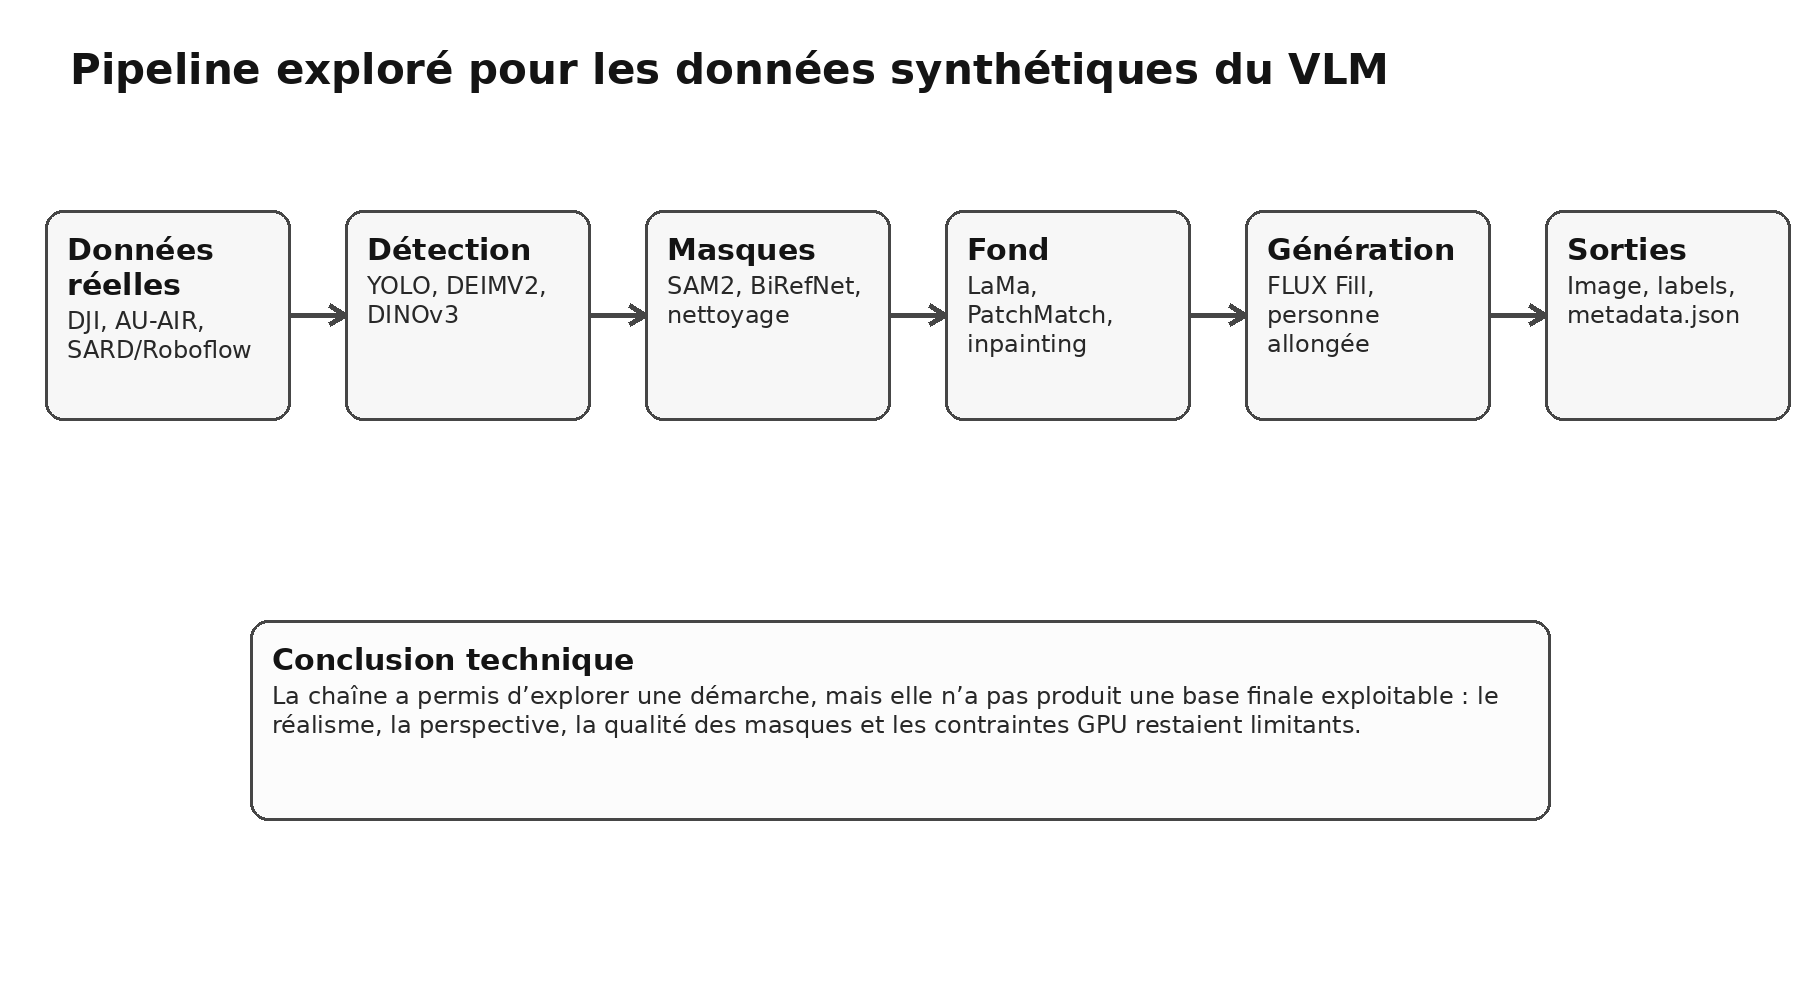 Pipeline exploré pour les données synthétiques du VLM
Données
réelles
DJI, AU-AIR,
SARD/Roboflow
Détection
YOLO, DEIMV2,
DINOv3
Masques
SAM2, BiRefNet,
nettoyage
Fond
LaMa,
PatchMatch,
inpainting
Génération
FLUX Fill,
personne
allongée
Sorties
Image, labels,
metadata.json
Conclusion technique
La chaîne a permis d’explorer une démarche, mais elle n’a pas produit une base finale exploitable : le
réalisme, la perspective, la qualité des masques et les contraintes GPU restaient limitants.